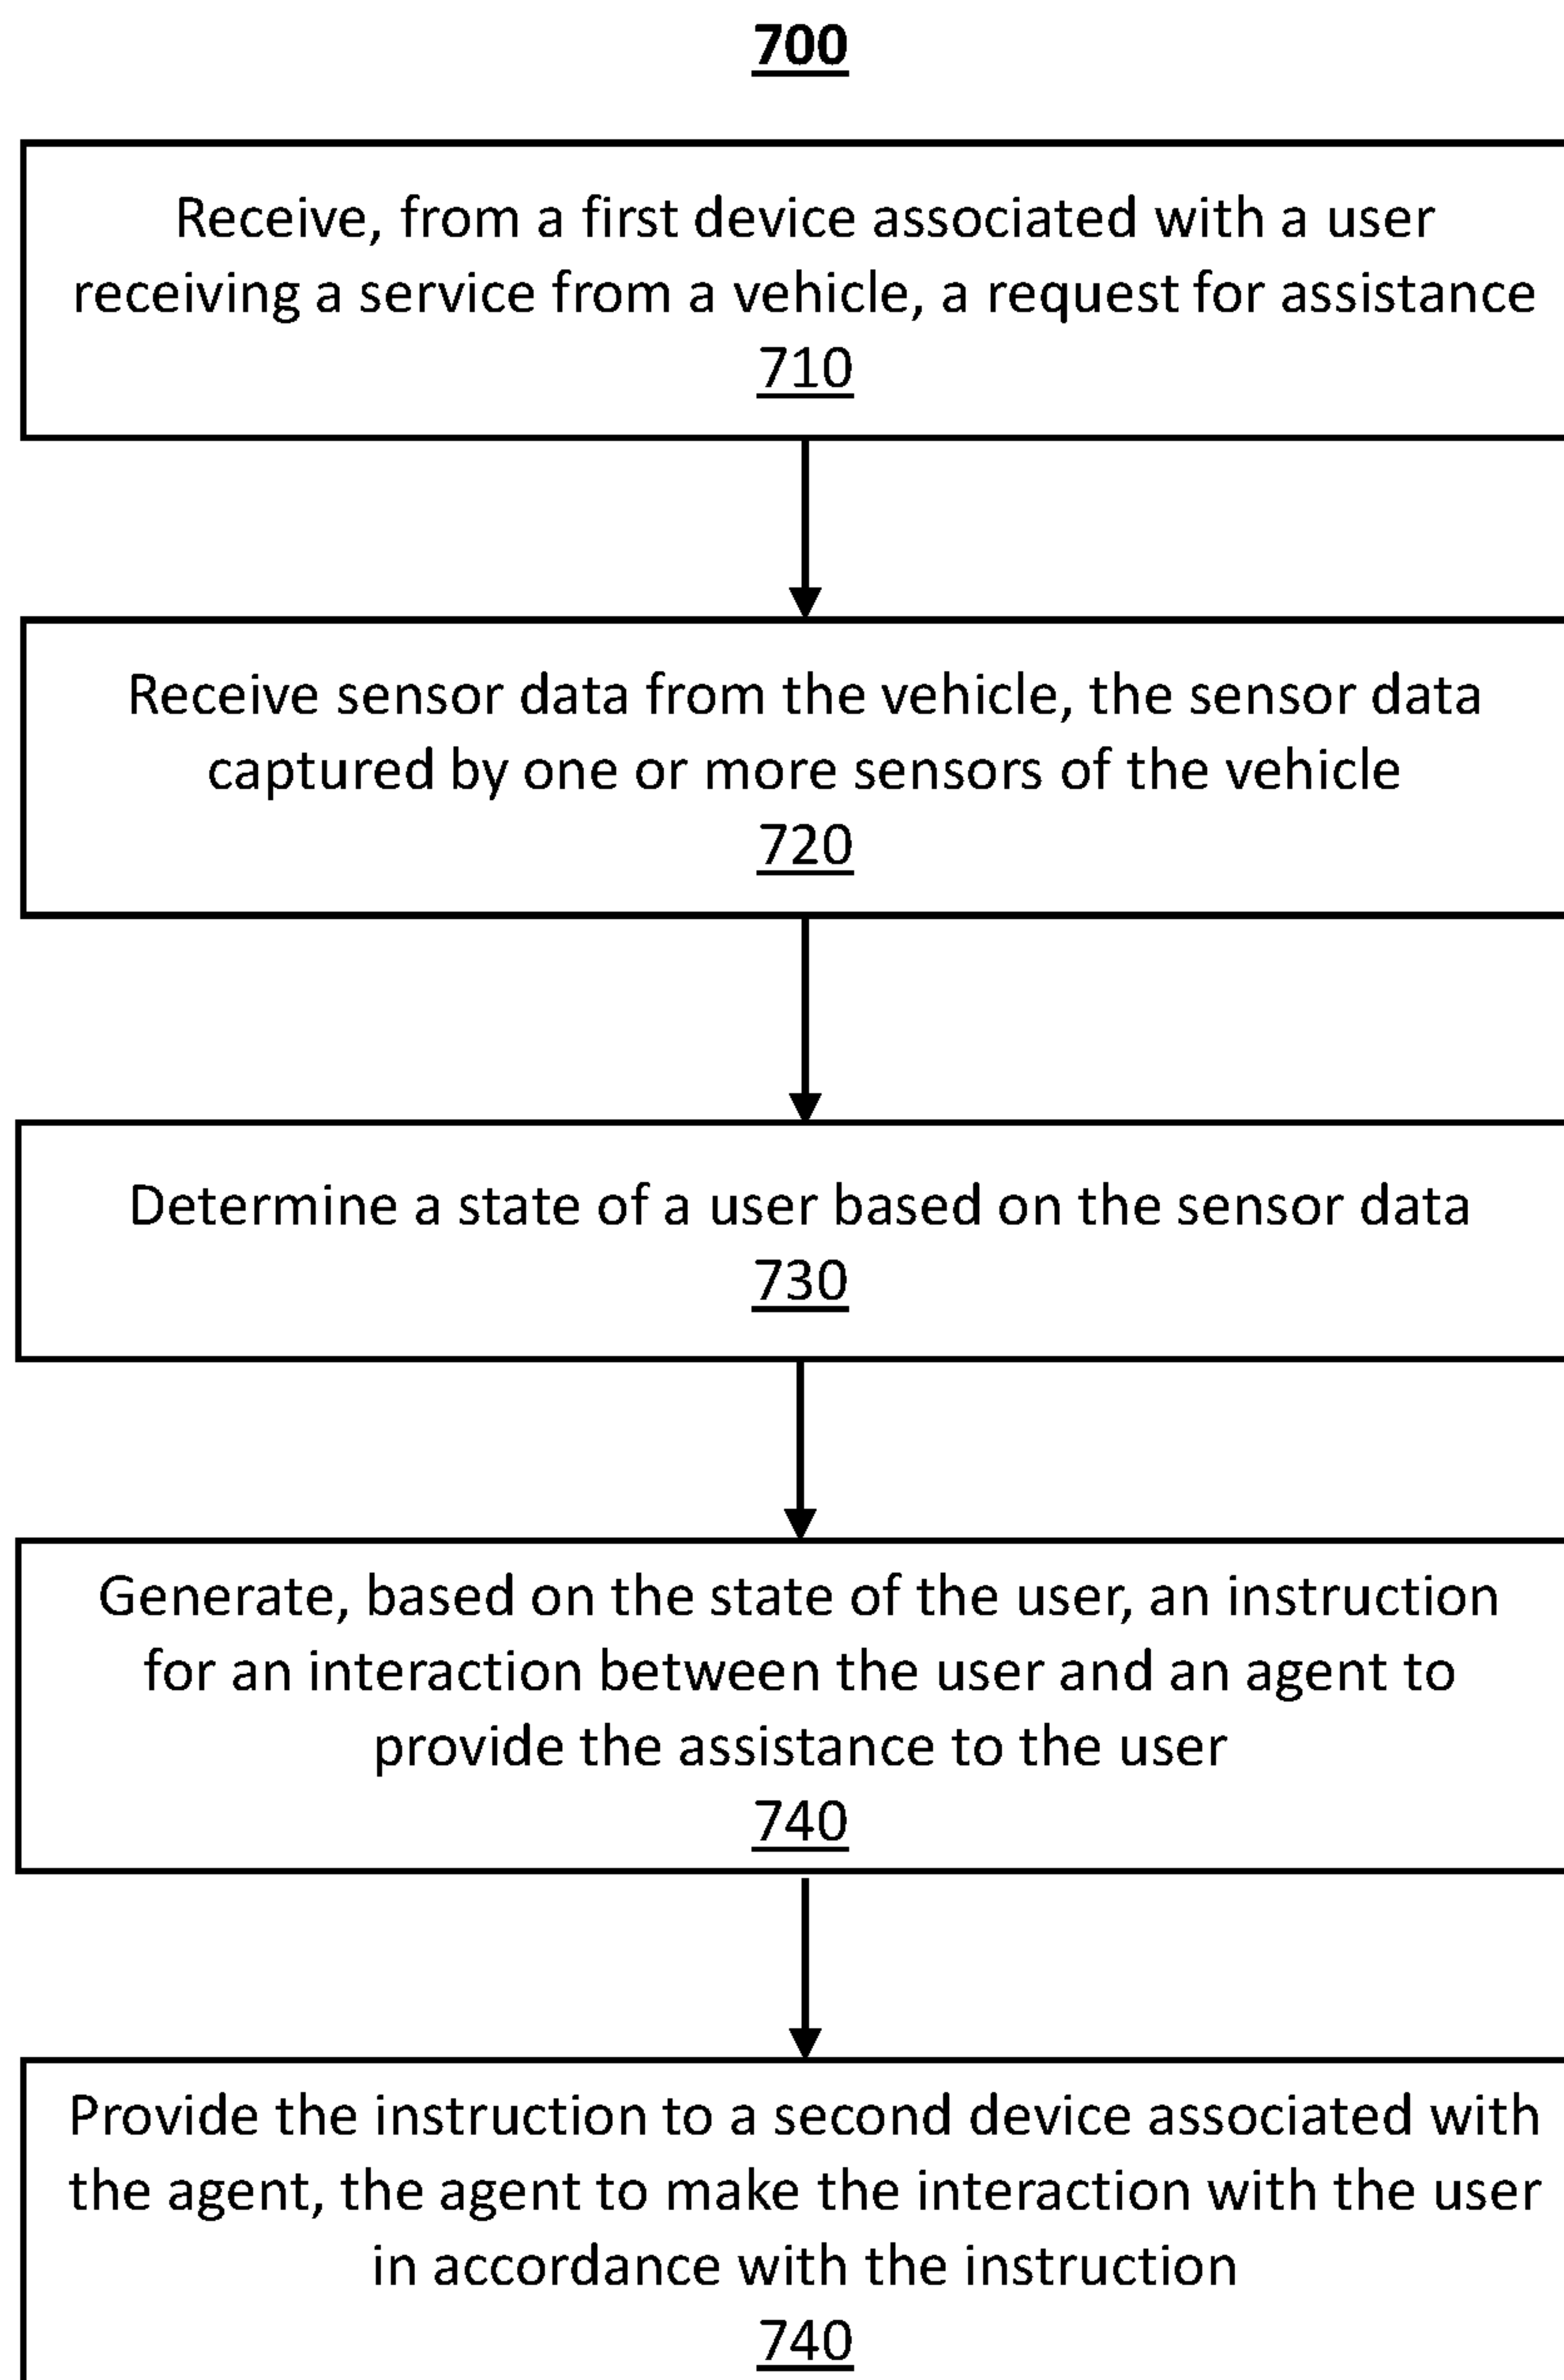 700
Receive, from a first device associated with a user
receiving a service from a vehicle, a request for assistance
710
Receive sensor data from the vehicle, the sensor data
captured by one or more sensors of the vehicle
720
Determine a state of a user based on the sensor data
730
Generate, based on the state of the user, an instruction
for an interaction between the user and an agent to
provide the assistance to the user
740
Provide the instruction to a second device associated with
the agent, the agent to make the interaction with the user
in accordance with the instruction
740